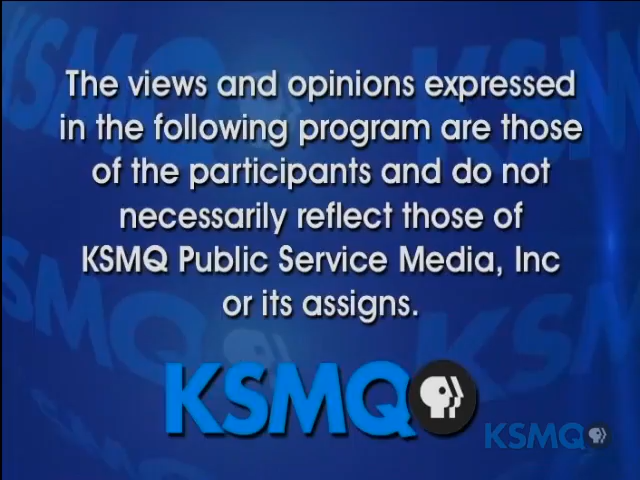 The views and opinions expressed
in the following program are those
of the participants and do not
necessarily reflect those of
KSMQ Public Service Media, Inc
or its assigns.
KSMQ
KSMQ